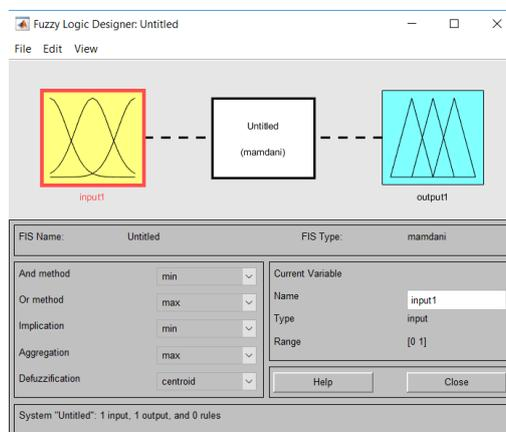 Fuzzy Logic Designer: Untitled
File Edit View
Untitled
(mamdani)
input1
output1
FIS Name: Untitled FIS Type: mamdani
And method min
Or method max
Implication min
Aggregation max
Defuzzification centroid
Current Variable
Name input1
Type input
Range [0 1]
Help Close
System "Untitled": 1 input, 1 output, and 0 rules